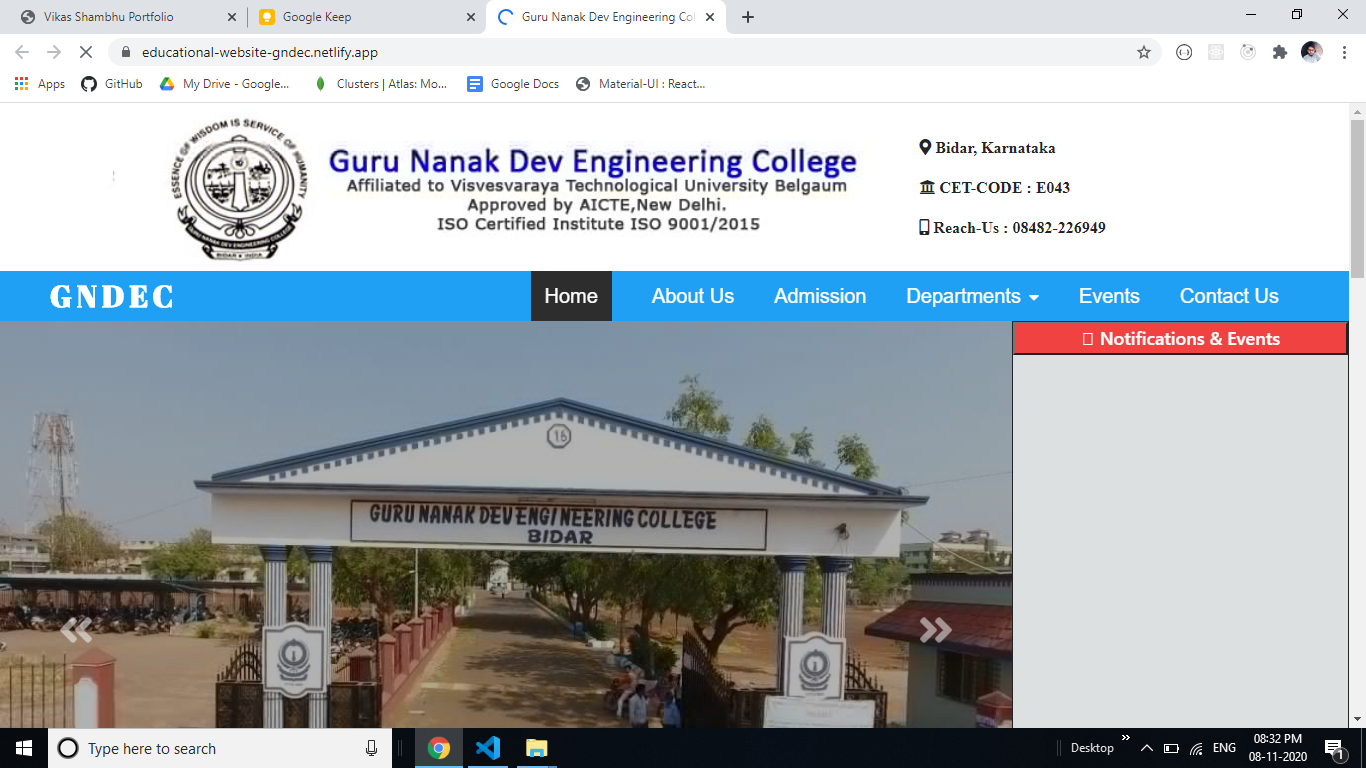 Vikas Shambhu Portfolio
Google Keep
Guru Nanak Dev Engineering Col
educational-website-gndec.netlify.app
Apps
GitHub
My Drive - Google...
Clusters | Atlas: Mo...
Google Docs
Material-UI : React...
ESSENCE OF WISDOM IS SERVICE OF HUMANITY
GURU NANAK DEV ENGINEERING COLLEGE
BIDAR & INDIA
Guru Nanak Dev Engineering College
Affiliated to Visvesvaraya Technological University Belgaum
Approved by AICTE,New Delhi.
ISO Certified Institute ISO 9001/2015
Bidar, Karnataka
CET-CODE : E043
Reach-Us : 08482-226949
GNDEC
Home
About Us
Admission
Departments
Events
Contact Us
Notifications & Events
16
GURU NANAK DEV ENGINEERING COLLEGE
BIDAR
Type here to search
Desktop
ENG
08:32 PM
08-11-2020
1